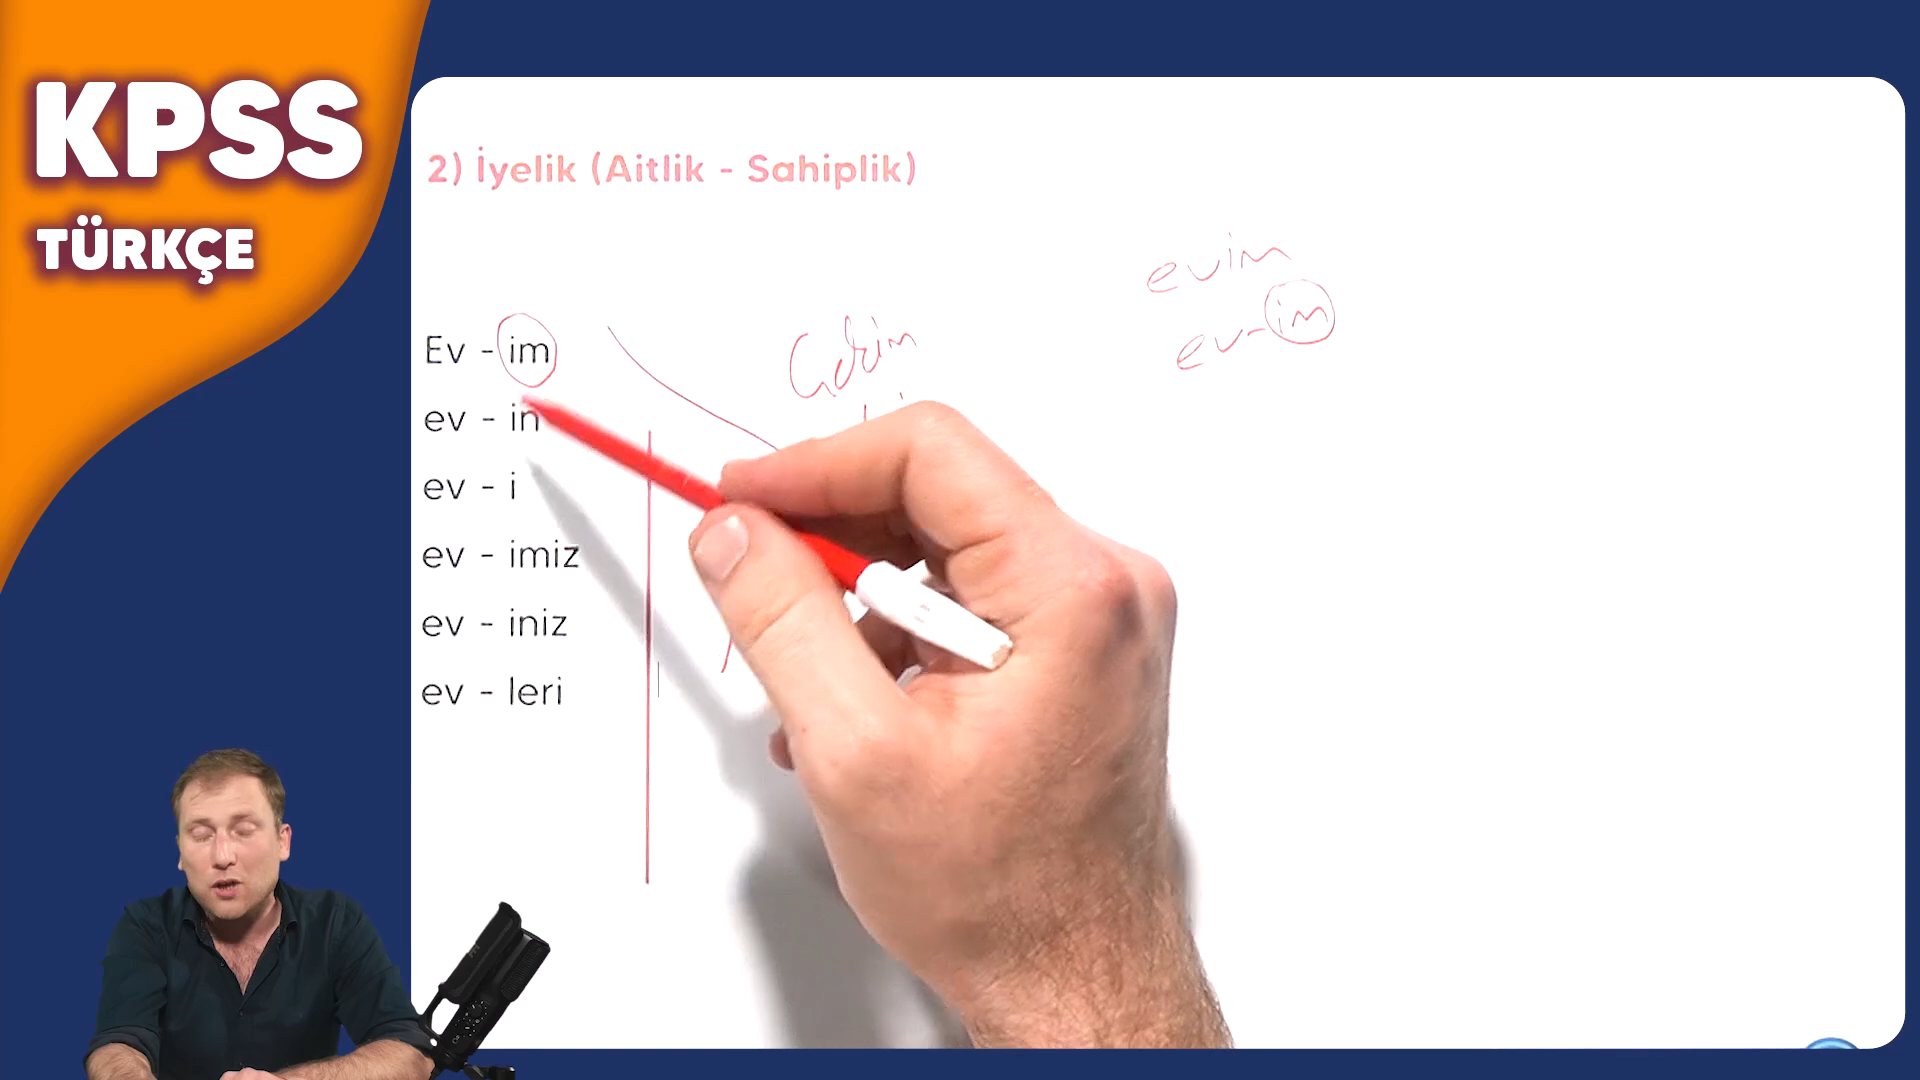 KPSS
TÜRKÇE
2) İyelik (Aitlik - Sahiplik)
evim
ev-im
Ev - im
ev - in
ev - i
ev - imiz
ev - iniz
ev - leri